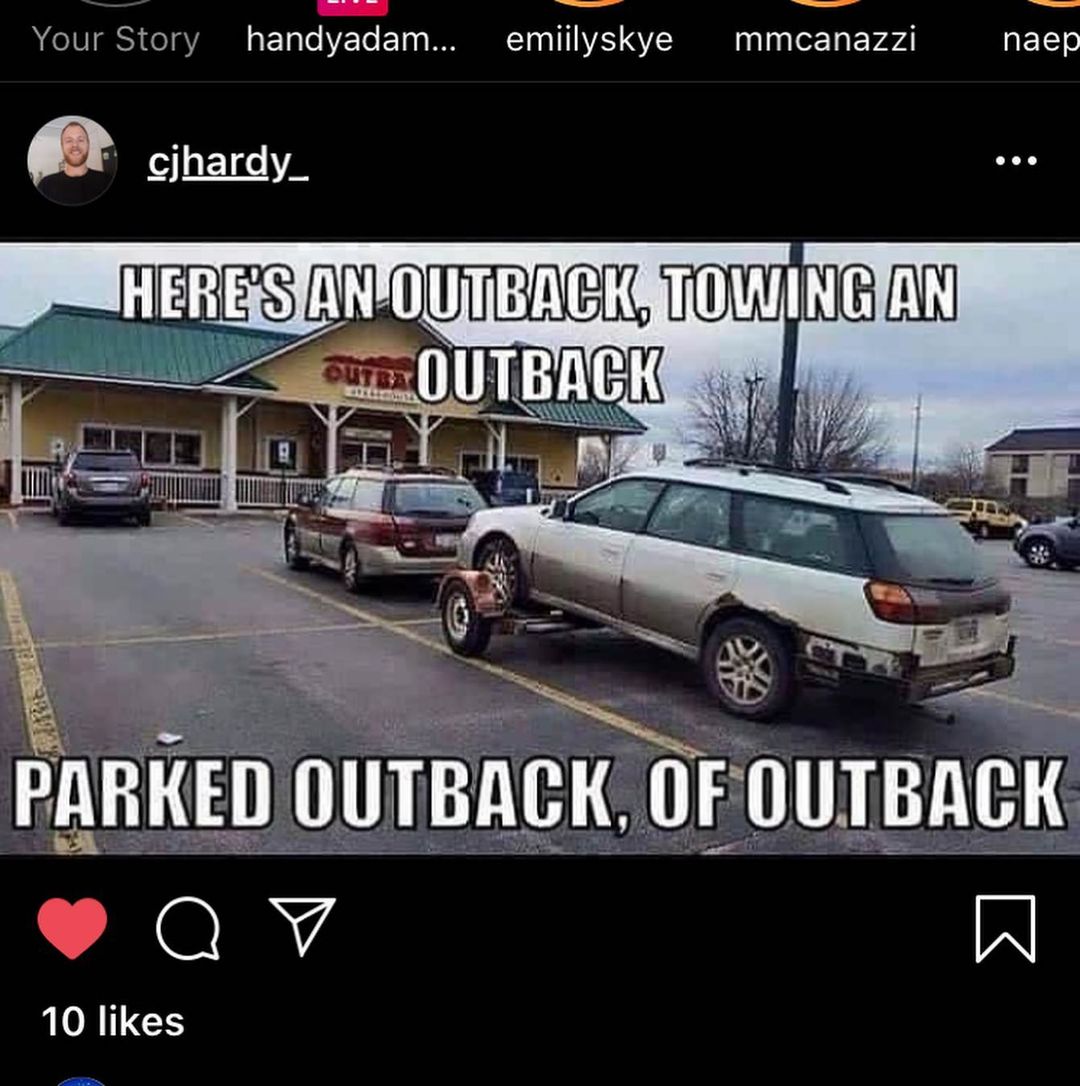 Your Story handyadam... emiilyskye mmcanazzi naep
cjhardy_
HERE'S AN OUTBACK, TOWING AN
OUTBACK
OUTBA
PARKED OUTBACK, OF OUTBACK
10 likes